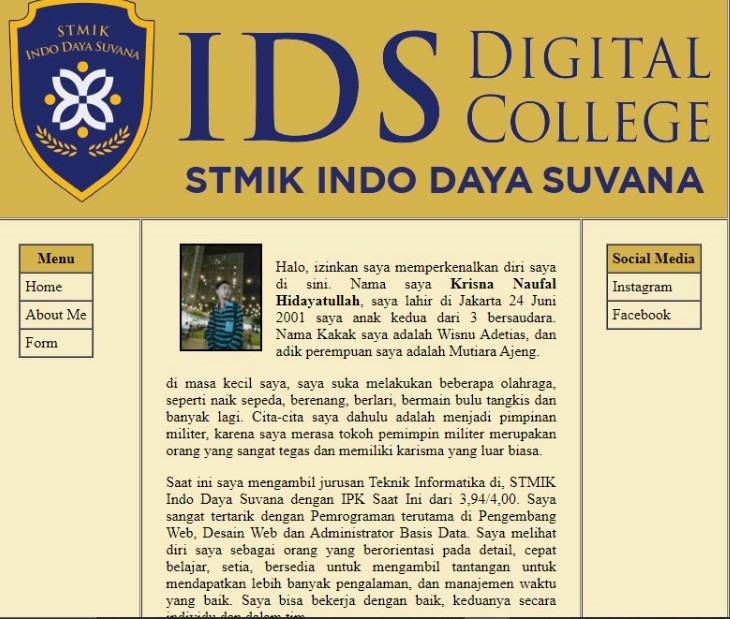 STMIK
INDO DAYA SUVANA
IDS
DIGITAL
COLLEGE
STMIK INDO DAYA SUVANA
Menu
Home
About Me
Form
Halo, izinkan saya memperkenalkan diri saya
di sini. Nama saya Krisna Naufal
Hidayatullah, saya lahir di Jakarta 24 Juni
2001 saya anak kedua dari 3 bersaudara.
Nama Kakak saya adalah Wisnu Adetias, dan
adik perempuan saya adalah Mutiara Ajeng.
di masa kecil saya, saya suka melakukan beberapa olahraga,
seperti naik sepeda, berenang, berlari, bermain bulu tangkis dan
banyak lagi. Cita-cita saya dahulu adalah menjadi pimpinan
militer, karena saya merasa tokoh pemimpin militer merupakan
orang yang sangat tegas dan memiliki karisma yang luar biasa.
Saat ini saya mengambil jurusan Teknik Informatika di, STMIK
Indo Daya Suvana dengan IPK Saat Ini dari 3,94/4,00. Saya
sangat tertarik dengan Pemrograman terutama di Pengembang
Web, Desain Web dan Administrator Basis Data. Saya melihat
diri saya sebagai orang yang berorientasi pada detail, cepat
belajar, setia, bersedia untuk mengambil tantangan untuk
mendapatkan lebih banyak pengalaman, dan manajemen waktu
yang baik. Saya bisa bekerja dengan baik, keduanya secara
individu dan dalam tim.
Social Media
Instagram
Facebook